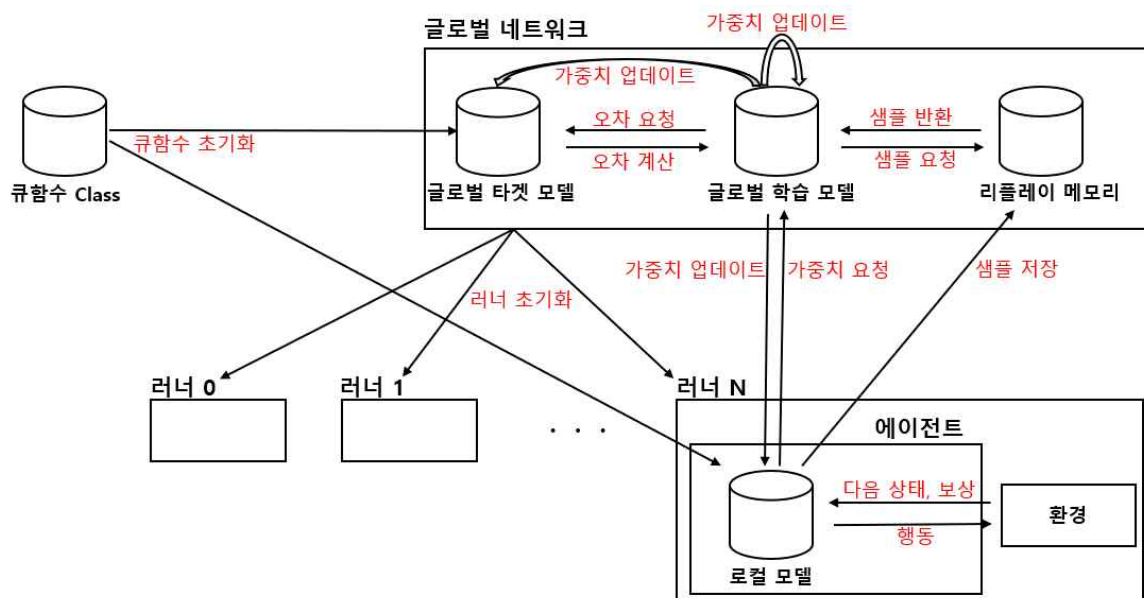 가중치 업데이트
글로벌 네트워크
가중치 업데이트
큐함수 초기화
오차 요청
오차 계산
샘플 반환
샘플 요청
큐함수 Class
글로벌 타겟 모델
글로벌 학습 모델
리플레이 메모리
가중치 업데이트
가중치 요청
샘플 저장
러너 초기화
러너 0
러너 1
. . .
러너 N
에이전트
다음 상태, 보상
행동
환경
로컬 모델